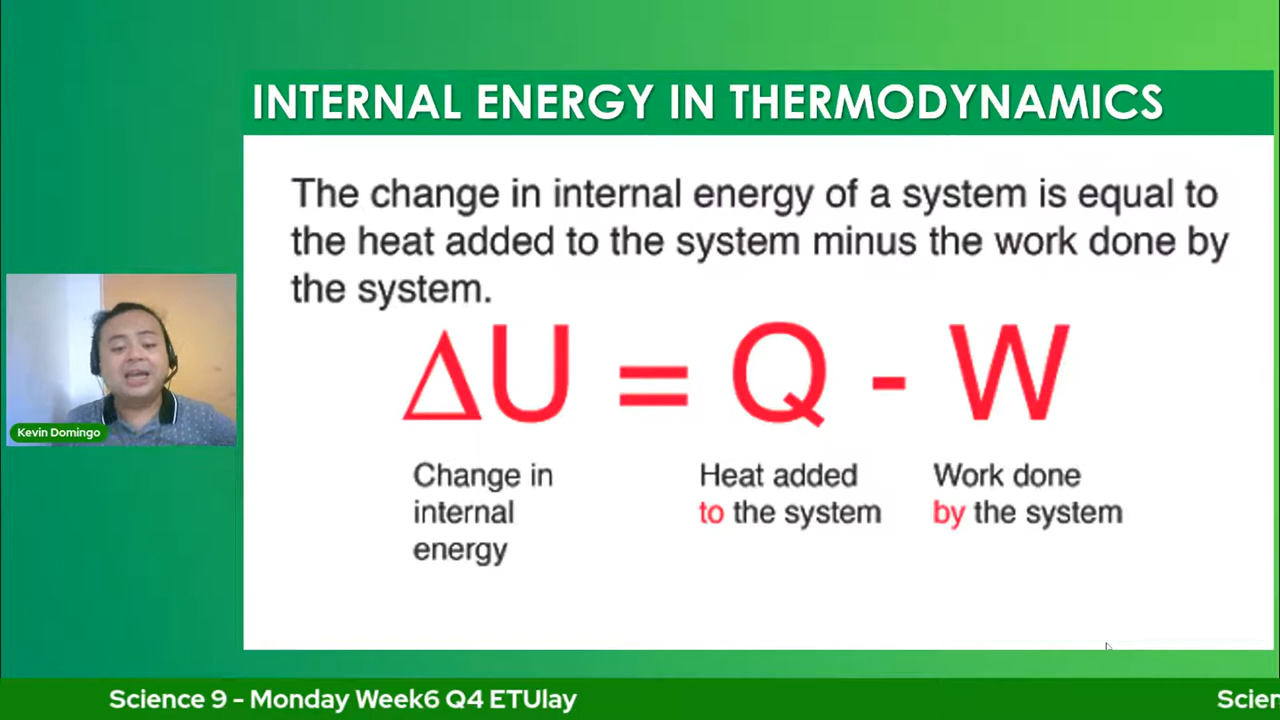 INTERNAL ENERGY IN THERMODYNAMICS
The change in internal energy of a system is equal to
the heat added to the system minus the work done by
the system.
ΔU = Q - W
Change in
internal
energy
Heat added
to the system
Work done
by the system
Kevin Domingo
Science 9 – Monday Week6 Q4 ETUlay
Scien